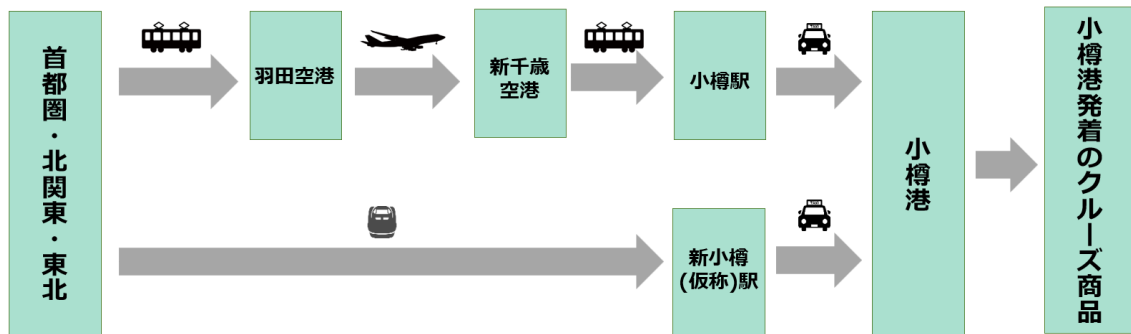 首都圏・北関東・東北
羽田空港
新千歳
空港
小樽駅
新小樽
(仮称)駅
小樽港
小樽港発着のクルーズ商品